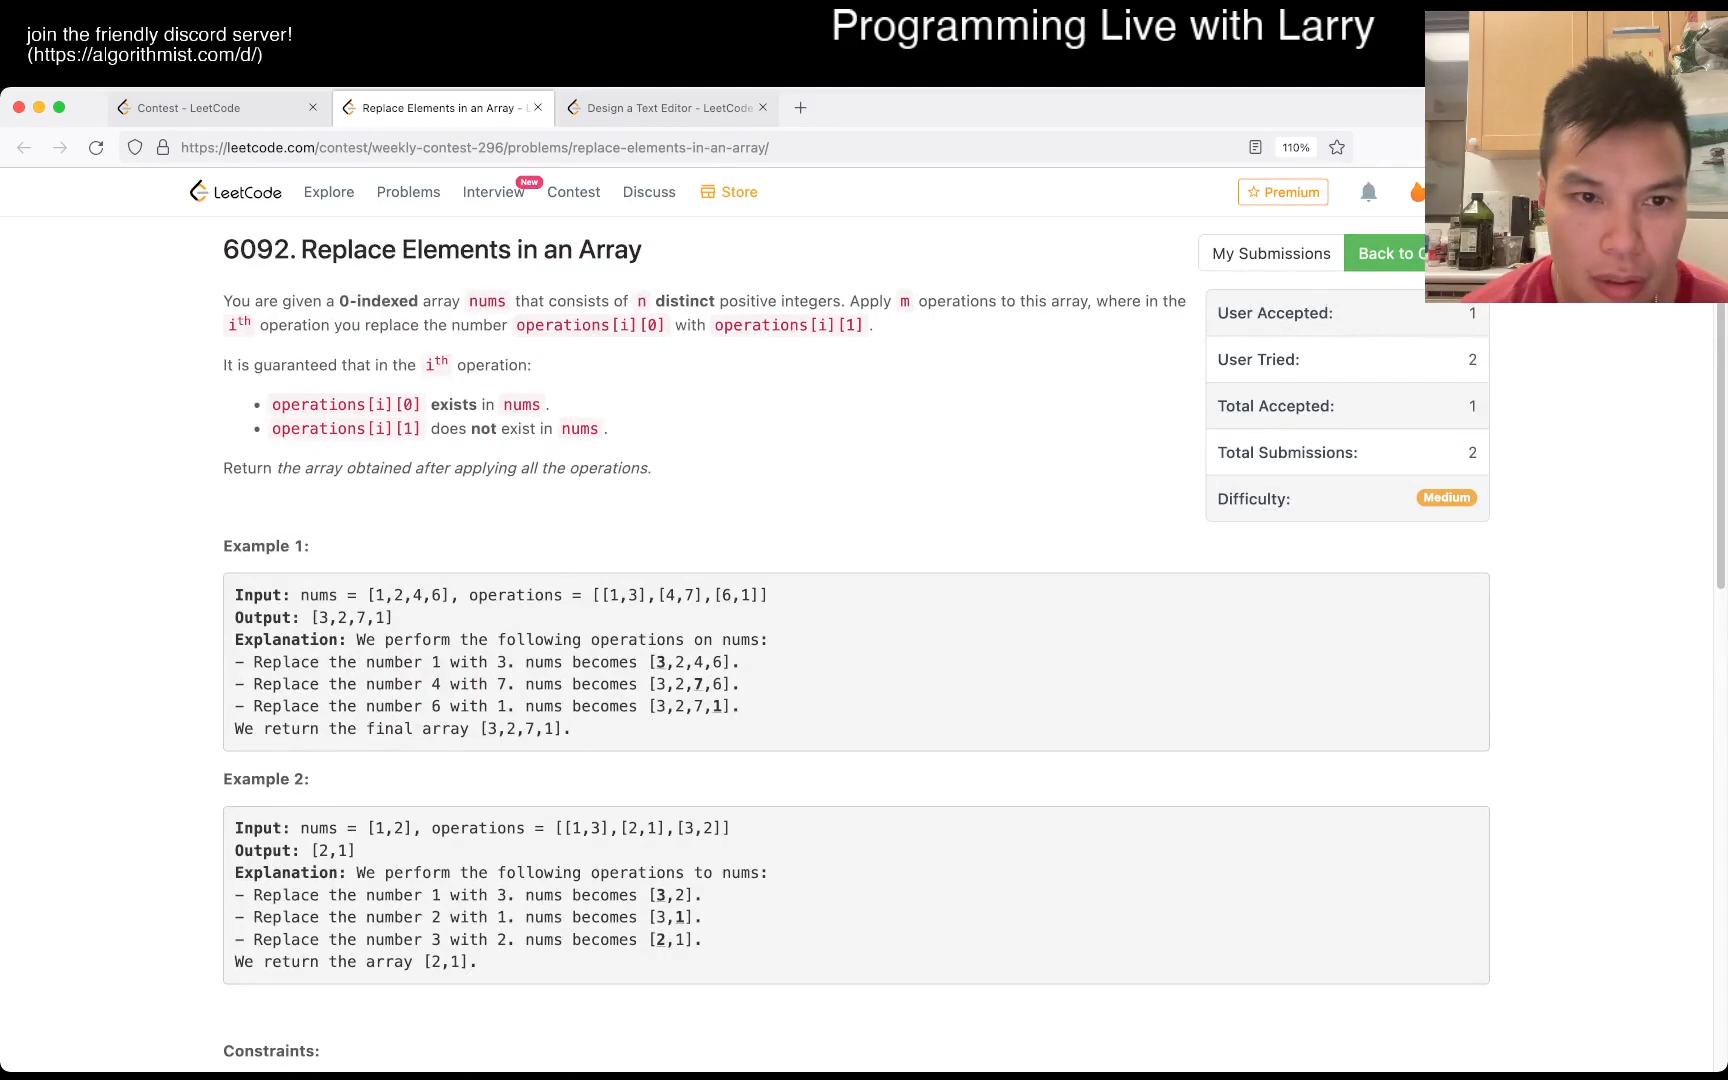 join the friendly discord server!
(https://algorithmist.com/d/)
Programming Live with Larry
Contest - LeetCode
Replace Elements in an Array - L
Design a Text Editor - LeetCode
https://leetcode.com/contest/weekly-contest-296/problems/replace-elements-in-an-array/
110%
LeetCode Explore Problems Interview New Contest Discuss Store
Premium
6092. Replace Elements in an Array
My Submissions
Back to C
You are given a 0-indexed array nums that consists of n distinct positive integers. Apply m operations to this array, where in the
ith operation you replace the number operations[i][0] with operations[i][1].
It is guaranteed that in the ith operation:
• operations[i][0] exists in nums.
• operations[i][1] does not exist in nums.
Return the array obtained after applying all the operations.
User Accepted: 1
User Tried: 2
Total Accepted: 1
Total Submissions: 2
Difficulty: Medium
Example 1:
Input: nums = [1,2,4,6], operations = [[1,3],[4,7],[6,1]]
Output: [3,2,7,1]
Explanation: We perform the following operations on nums:
- Replace the number 1 with 3. nums becomes [3,2,4,6].
- Replace the number 4 with 7. nums becomes [3,2,7,6].
- Replace the number 6 with 1. nums becomes [3,2,7,1].
We return the final array [3,2,7,1].
Example 2:
Input: nums = [1,2], operations = [[1,3],[2,1],[3,2]]
Output: [2,1]
Explanation: We perform the following operations to nums:
- Replace the number 1 with 3. nums becomes [3,2].
- Replace the number 2 with 1. nums becomes [3,1].
- Replace the number 3 with 2. nums becomes [2,1].
We return the array [2,1].
Constraints: